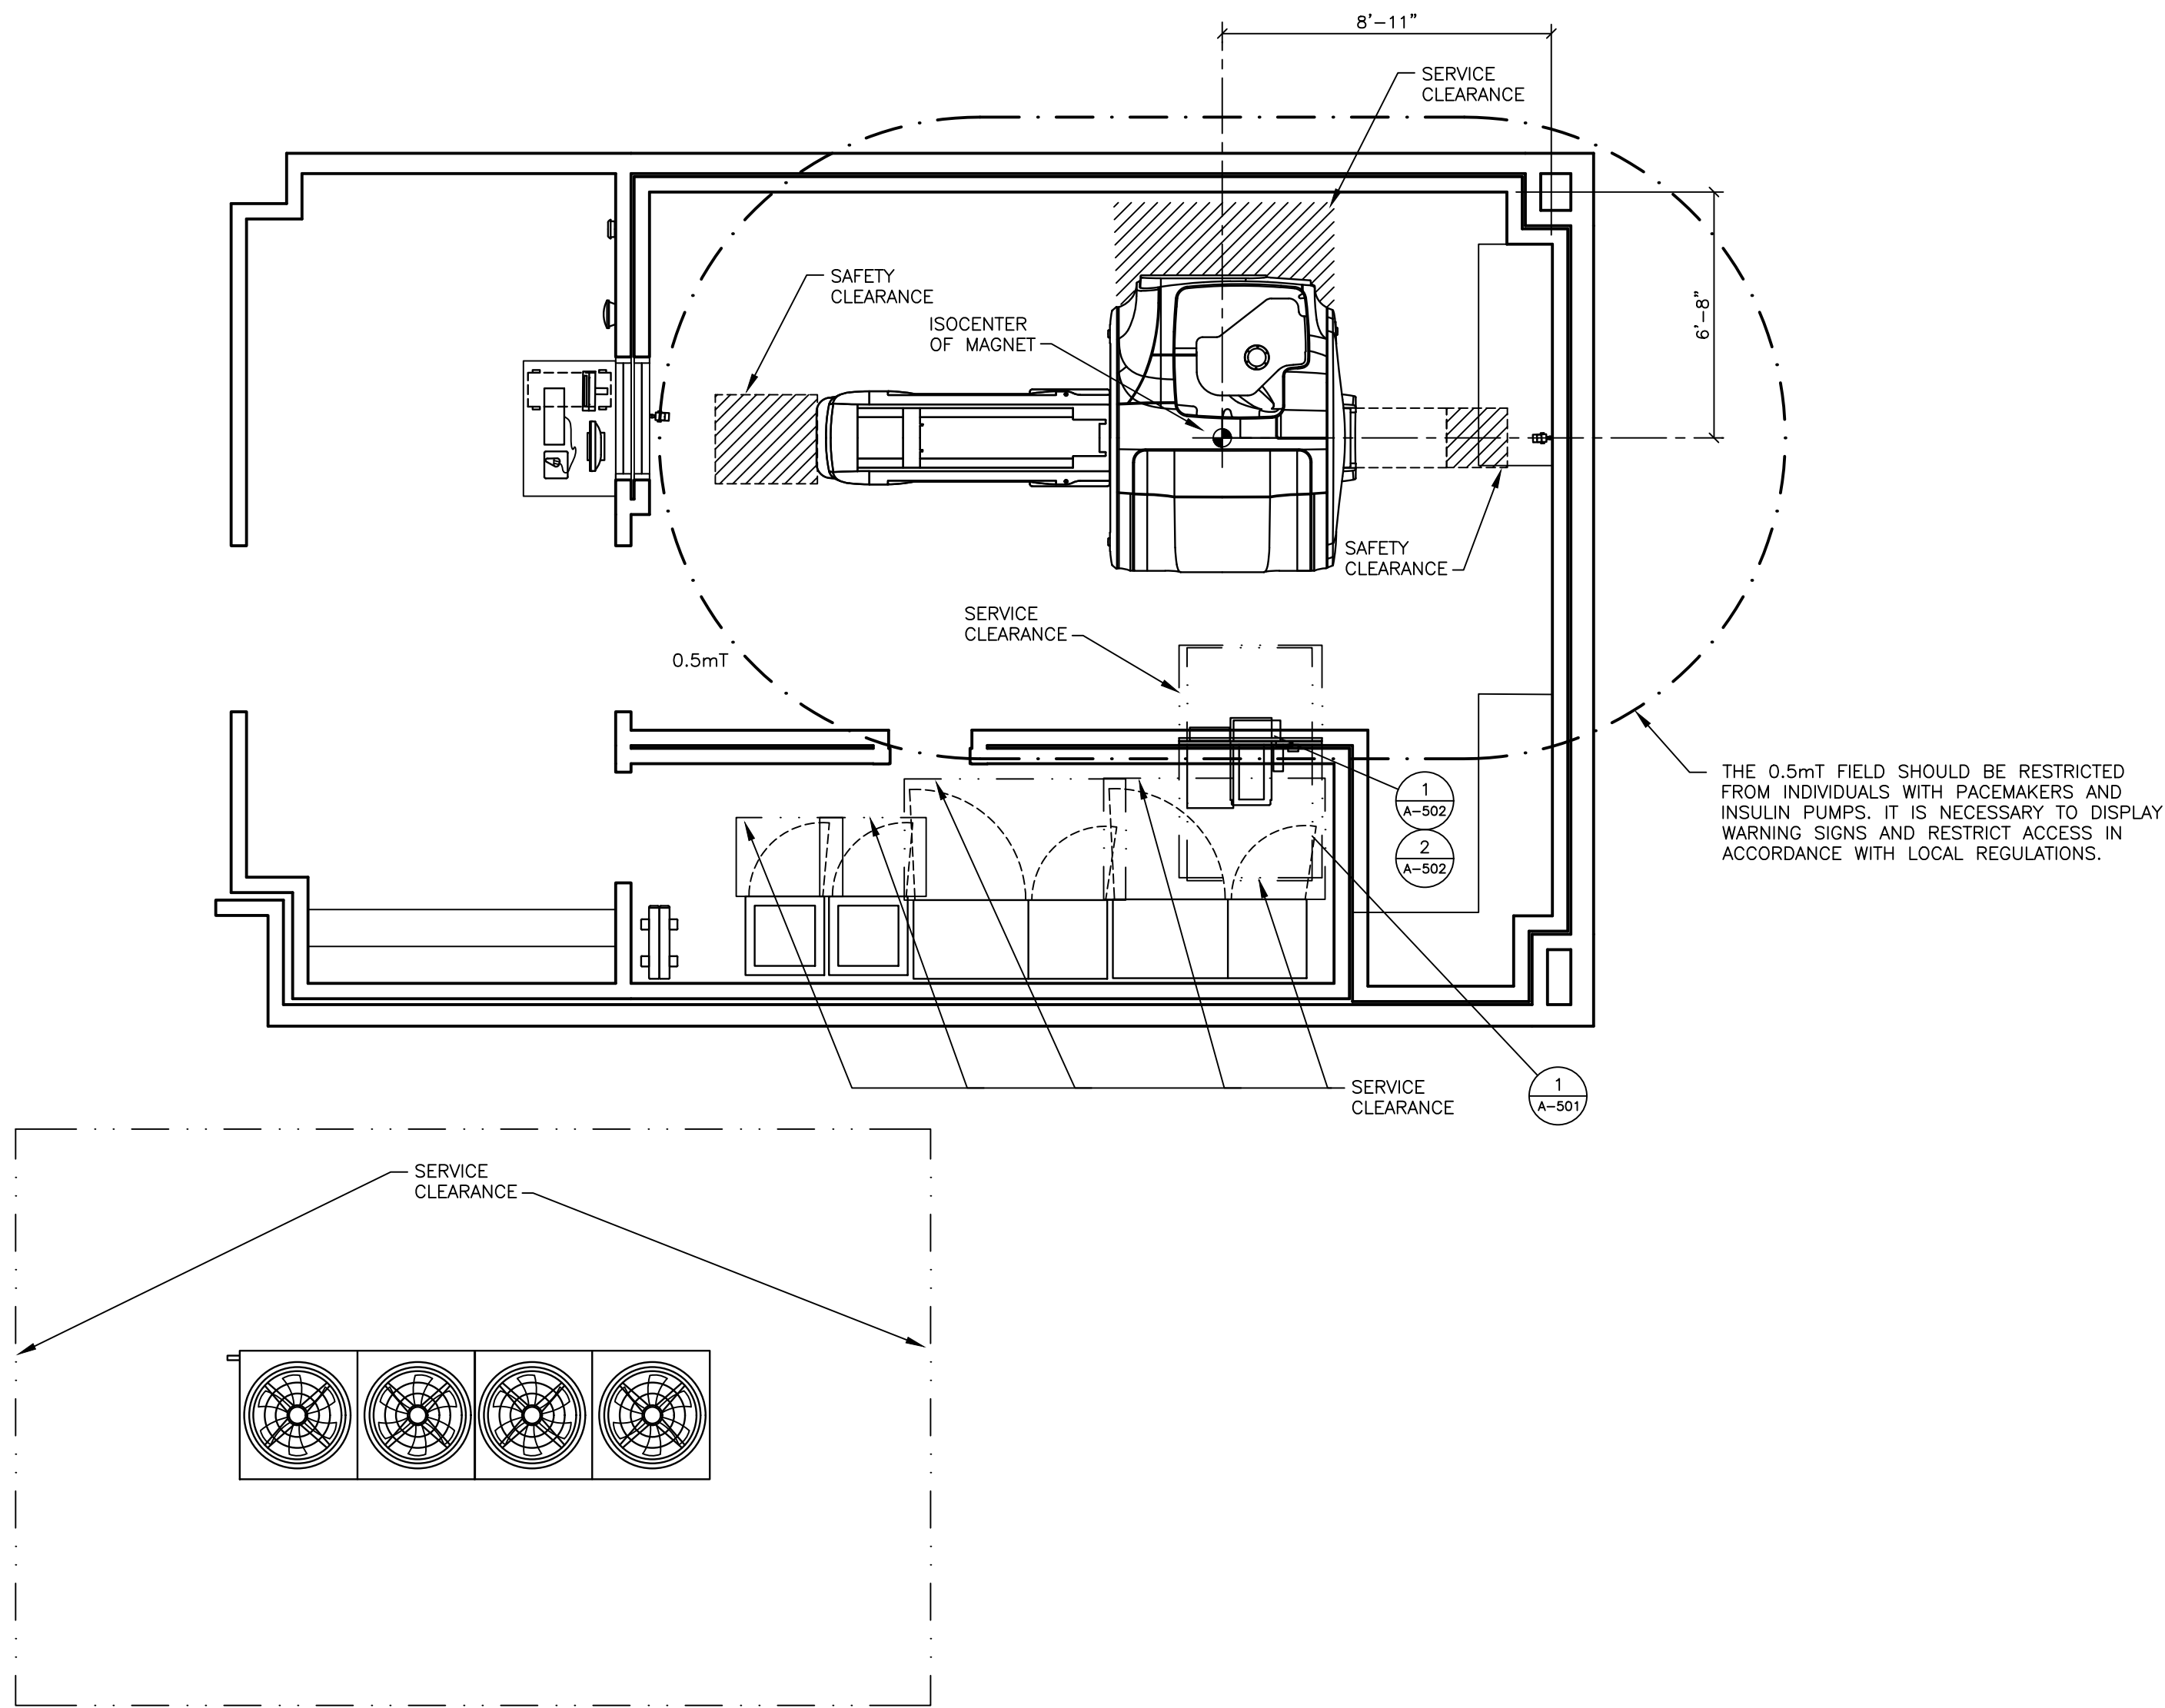 8'-11"
SERVICE
CLEARANCE
SAFETY
CLEARANCE
ISOCENTER
OF MAGNET
6'-8"
SAFETY
CLEARANCE
SERVICE
CLEARANCE
0.5mT
THE 0.5mT FIELD SHOULD BE RESTRICTED
FROM INDIVIDUALS WITH PACEMAKERS AND
INSULIN PUMPS. IT IS NECESSARY TO DISPLAY
WARNING SIGNS AND RESTRICT ACCESS IN
ACCORDANCE WITH LOCAL REGULATIONS.
1
A-502
2
A-502
SERVICE
CLEARANCE
1
A-501
SERVICE
CLEARANCE